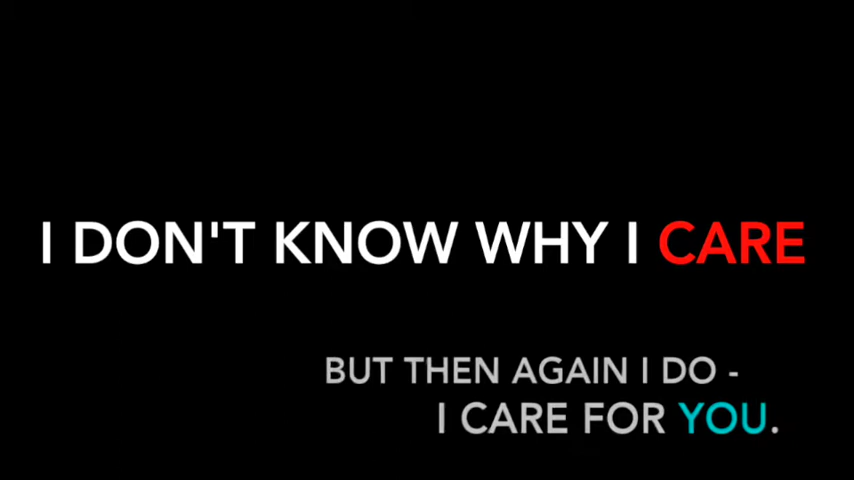 I DON'T KNOW WHY I CARE
BUT THEN AGAIN I DO -
I CARE FOR YOU.